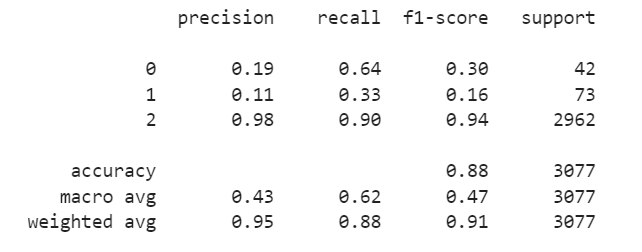 precision recall f1-score support
0 0.19 0.64 0.30 42
1 0.11 0.33 0.16 73
2 0.98 0.90 0.94 2962
accuracy 0.88 3077
macro avg 0.43 0.62 0.47 3077
weighted avg 0.95 0.88 0.91 3077